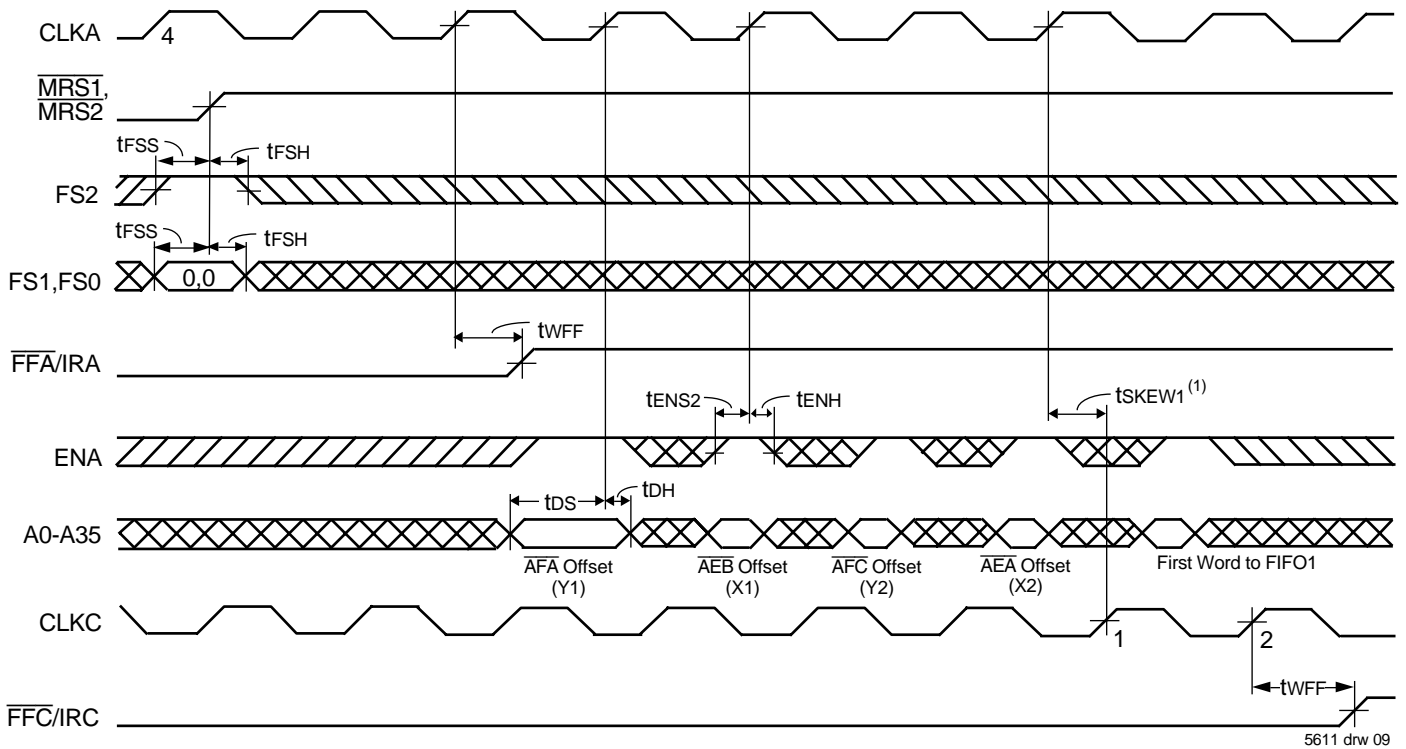 CLKA
4
MRS1,
MRS2
tFSS
tFSH
FS2
tFSS
tFSH
FS1,FS0
0,0
tWFF
FFA/IRA
tENS2
tENH
tSKEW1(1)
ENA
tDS
tDH
A0-A35
AFA Offset
(Y1)
AEB Offset
(X1)
AFC Offset
(Y2)
AEA Offset
(X2)
First Word to FIFO1
CLKC
1
2
tWFF
FFC/IRC
5611 drw 09